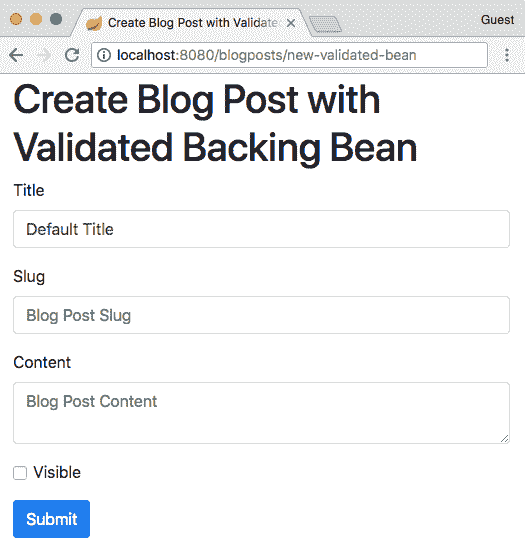 Create Blog Post with Validate
Guest
localhost:8080/blogposts/new-validated-bean
Create Blog Post with
Validated Backing Bean
Title
Default Title
Slug
Blog Post Slug
Content
Blog Post Content
Visible
Submit